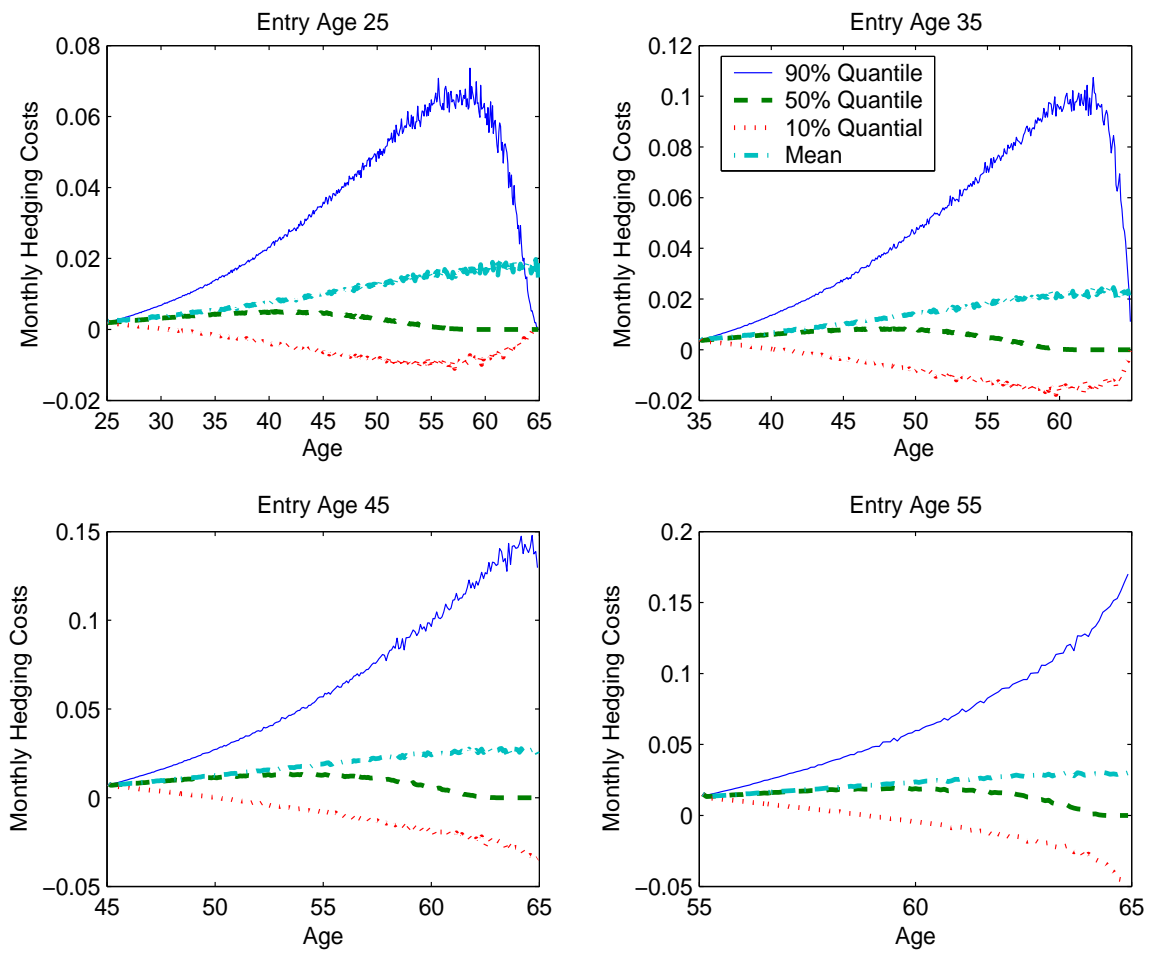 Entry Age 25
0.08
0.06
0.04
0.02
0
−0.02
Monthly Hedging Costs
25 30 35 40 45 50 55 60 65
Age
Entry Age 35
0.12
0.1
0.08
0.06
0.04
0.02
0
−0.02
Monthly Hedging Costs
90% Quantile
50% Quantile
10% Quantial
Mean
35 40 45 50 55 60
Age
Entry Age 45
0.15
0.1
0.05
0
−0.05
Monthly Hedging Costs
45 50 55 60 65
Age
Entry Age 55
0.2
0.15
0.1
0.05
0
−0.05
Monthly Hedging Costs
55 60 65
Age